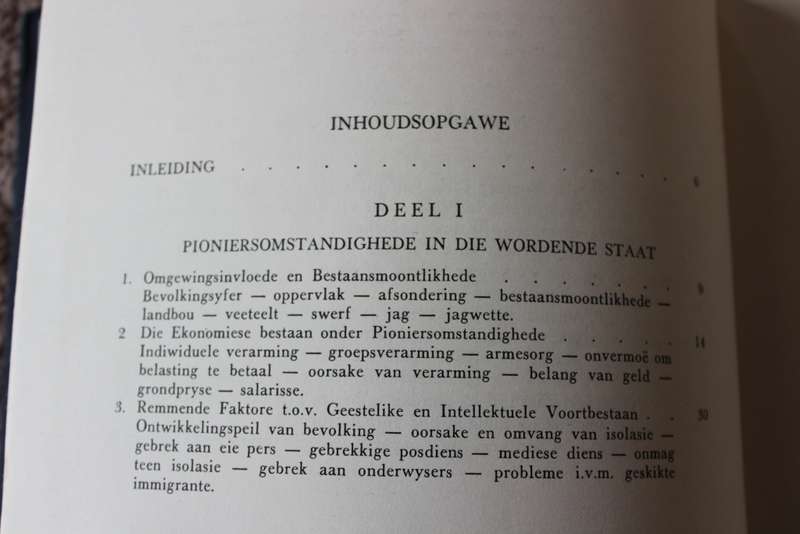 INHOUDSOPGAWE
INLEIDING . . . . . . . . . . . . . . . . 6
DEEL I
PIONIERSOMSTANDIGHEDE IN DIE WORDENDE STAAT
1. Omgewingsinvloede en Bestaansmoontlikhede . . . . . . . 9
Bevolkingsyfer — oppervlak — afsondering — bestaansmoontlikhede —
landbou — veeteelt — swerf — jag — jagwette.
2 Die Ekonomiese bestaan onder Pioniersomstandighede . . . . . 14
Indiwiduele verarming — groepsverarming — armesorg — onvermoë om
belasting te betaal — oorsake van verarming — belang van geld —
grondpryse — salarisse.
3. Remmende Faktore t.o.v. Geestelike en Intellektuele Voortbestaan . . 30
Ontwikkelingspeil van bevolking — oorsake en omvang van isolasie —
gebrek aan eie pers — gebrekkige posdiens — mediese diens — onmag
teen isolasie — gebrek aan onderwysers — probleme i.v.m. geskikte
immigrante.